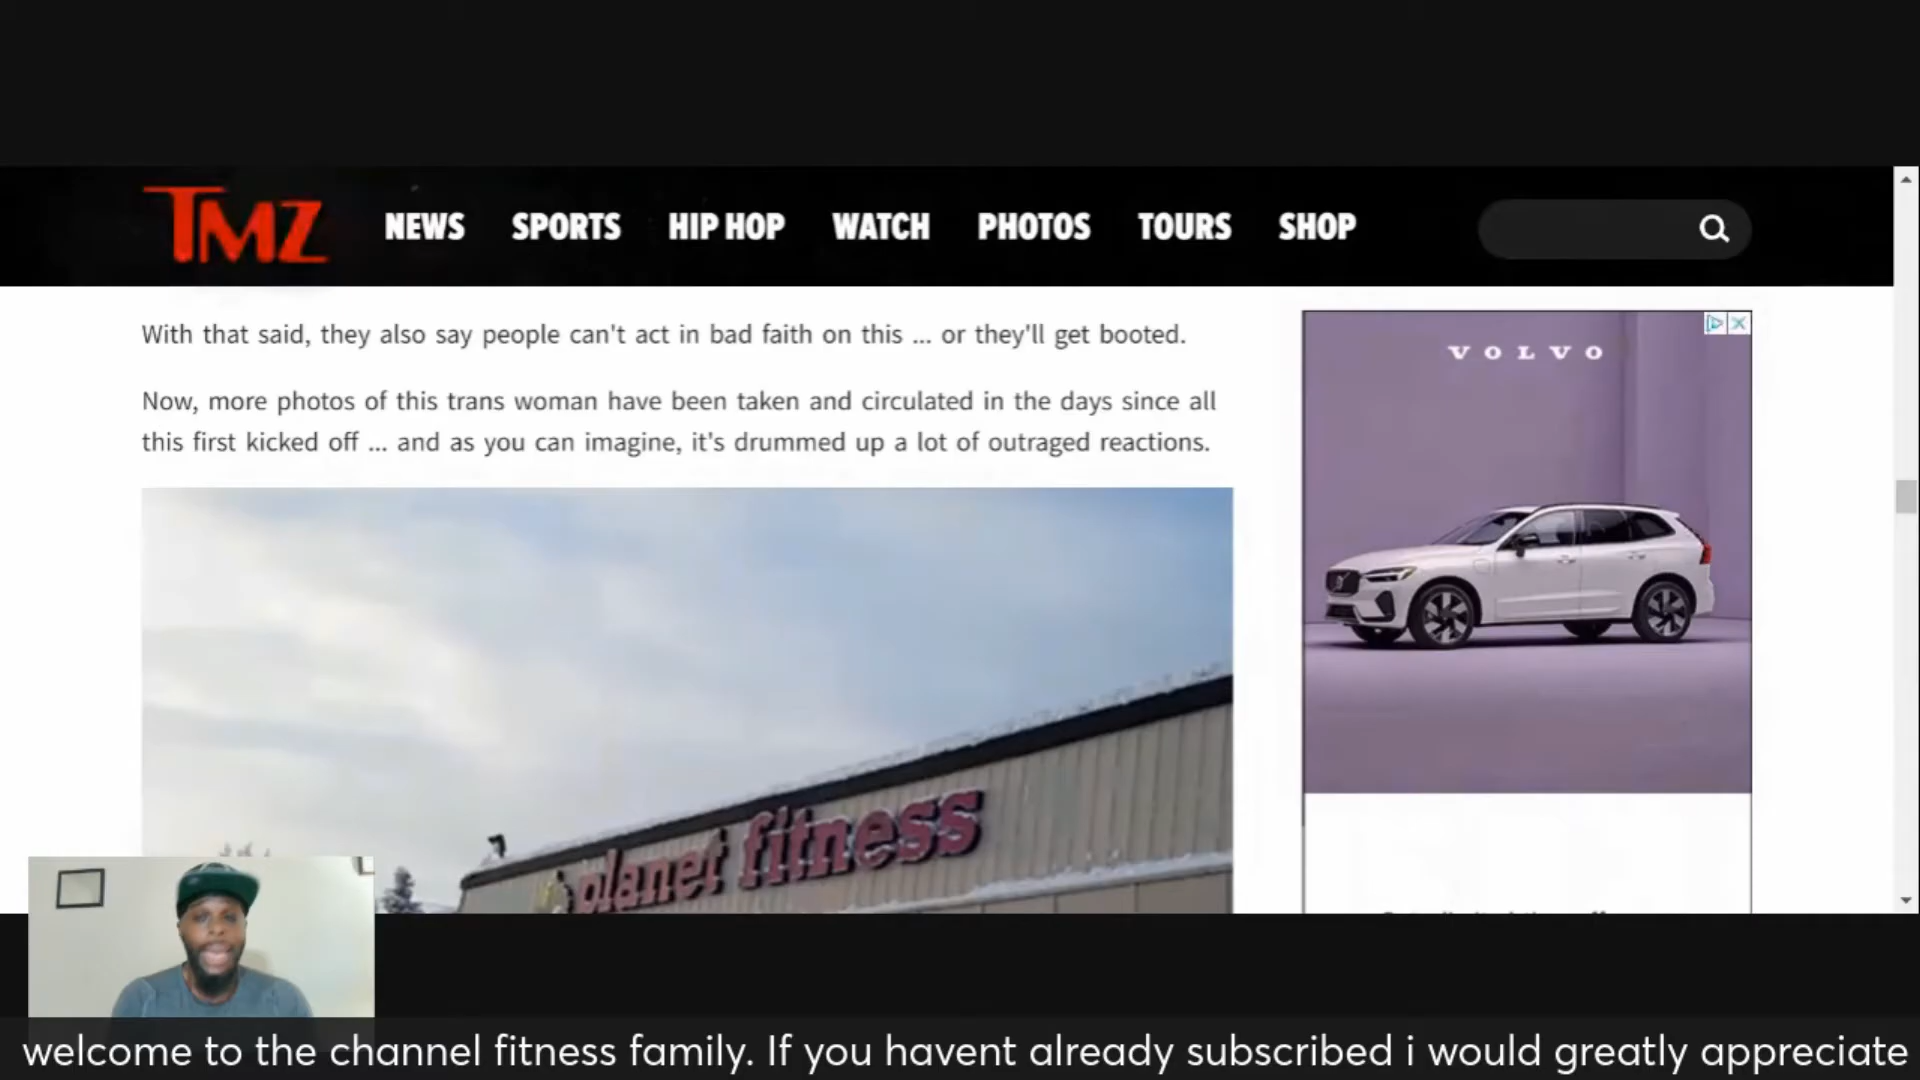 TMZ
NEWS SPORTS HIP HOP WATCH PHOTOS TOURS SHOP
With that said, they also say people can't act in bad faith on this ... or they'll get booted.
Now, more photos of this trans woman have been taken and circulated in the days since all
this first kicked off ... and as you can imagine, it's drummed up a lot of outraged reactions.
VOLVO
planet fitness
welcome to the channel fitness family. If you havent already subscribed i would greatly appreciate